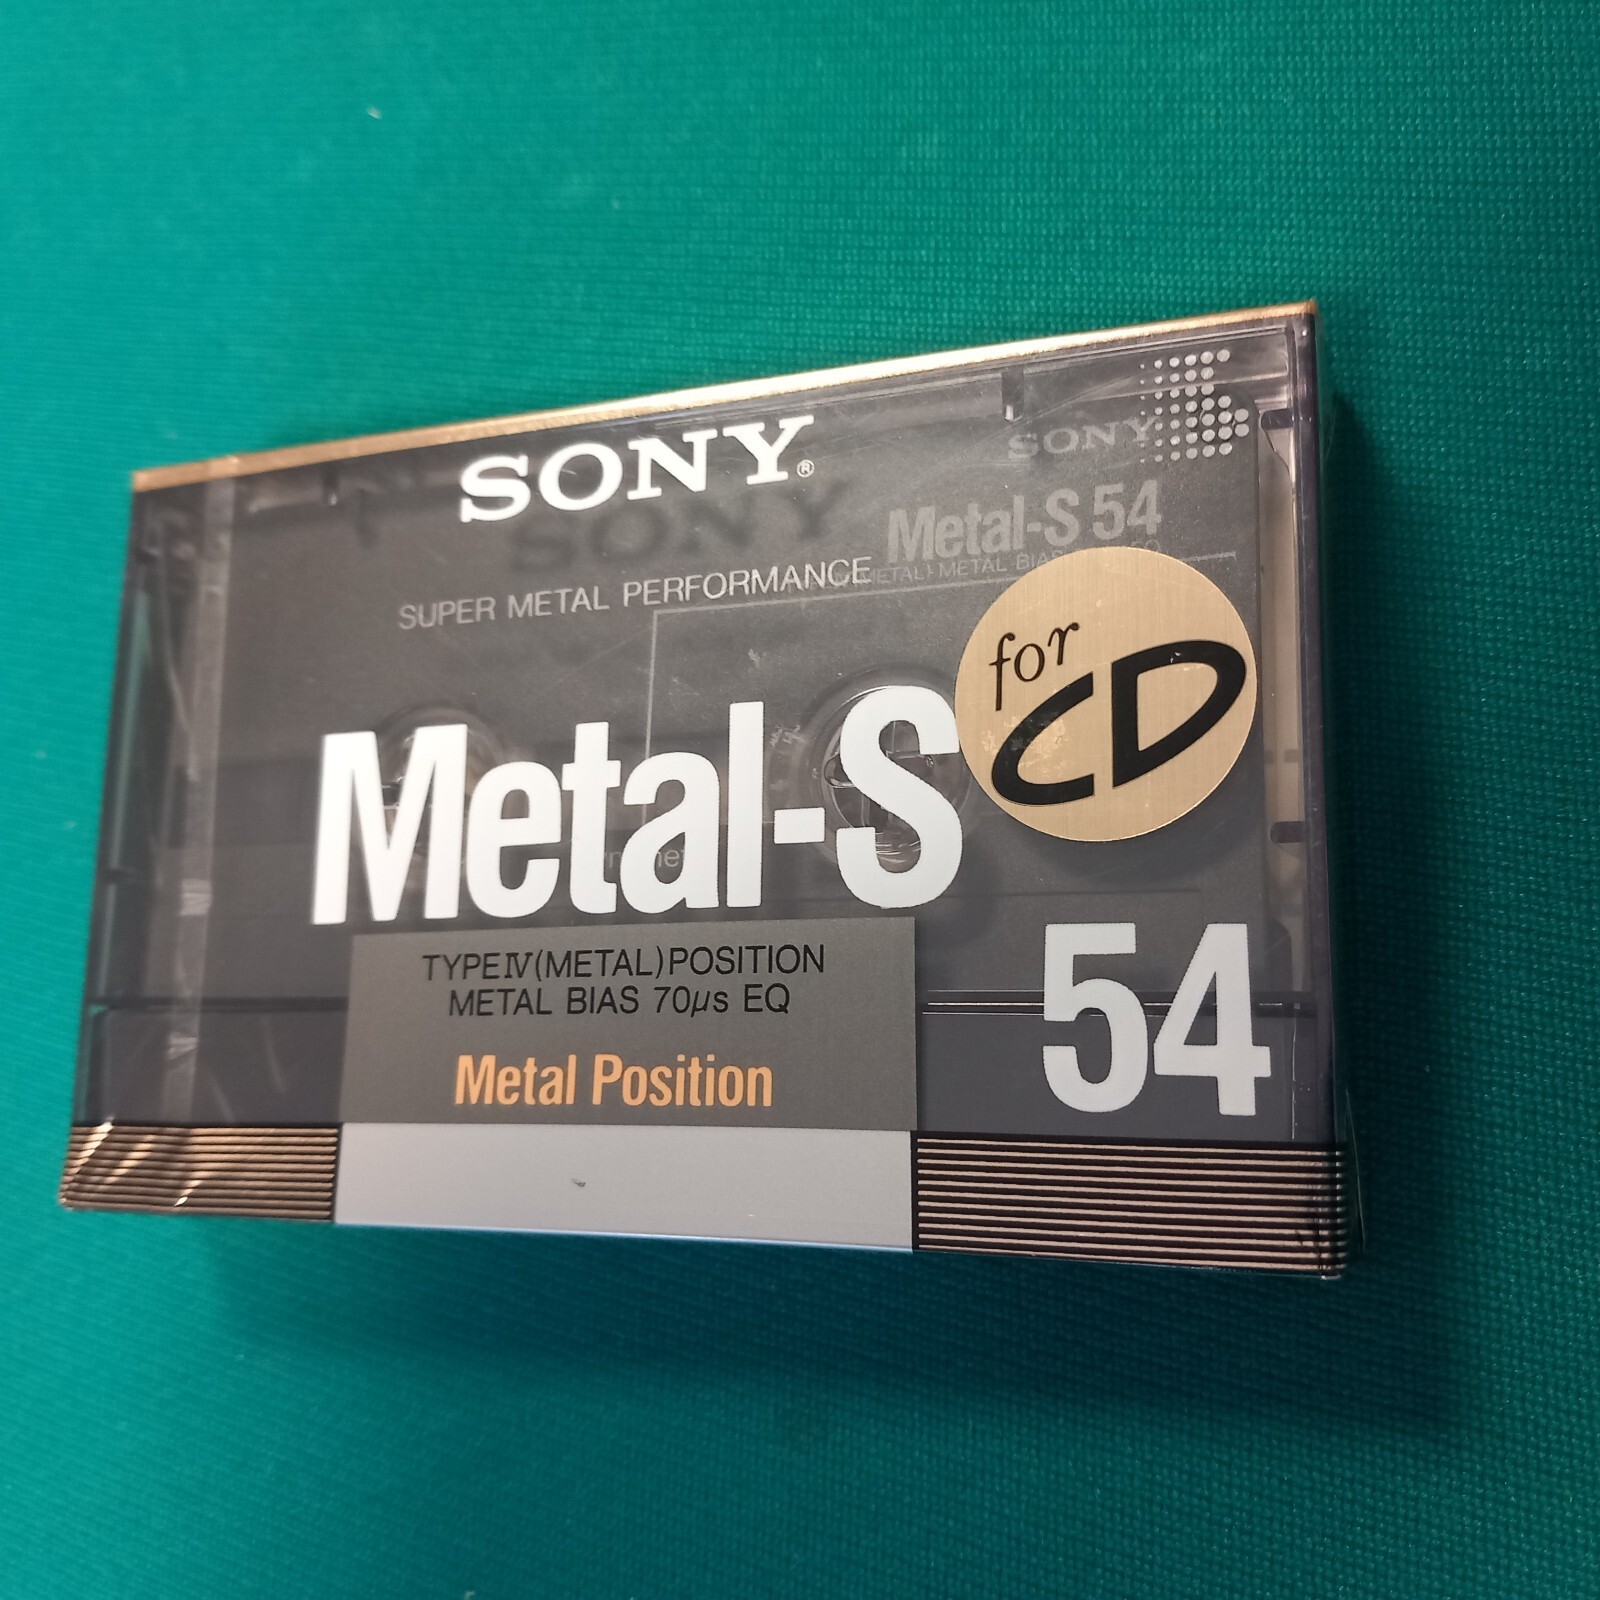 SONY®
SONY
Metal-S 54
SUPER METAL PERFORMANCE
for
CD
Metal-S
54
TYPE IV (METAL) POSITION
METAL BIAS 70μs EQ
Metal Position